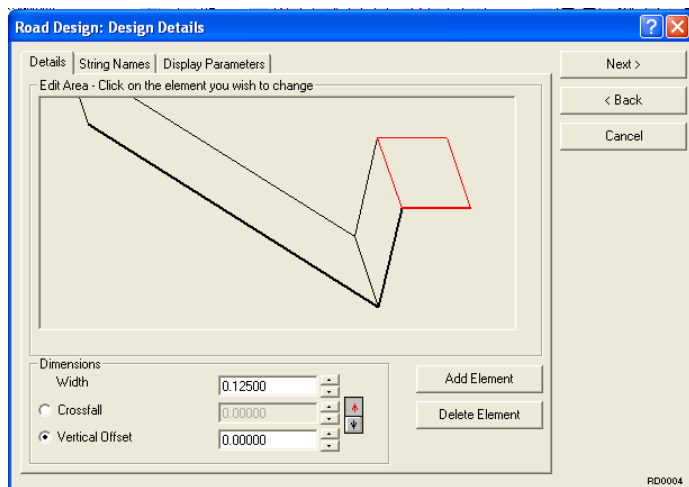 Road Design: Design Details
Details String Names Display Parameters
Edit Area - Click on the element you wish to change
Next >
< Back
Cancel
Dimensions
Width 0.12500
Crossfall 0.00000
Vertical Offset 0.00000
Add Element
Delete Element
RD0004